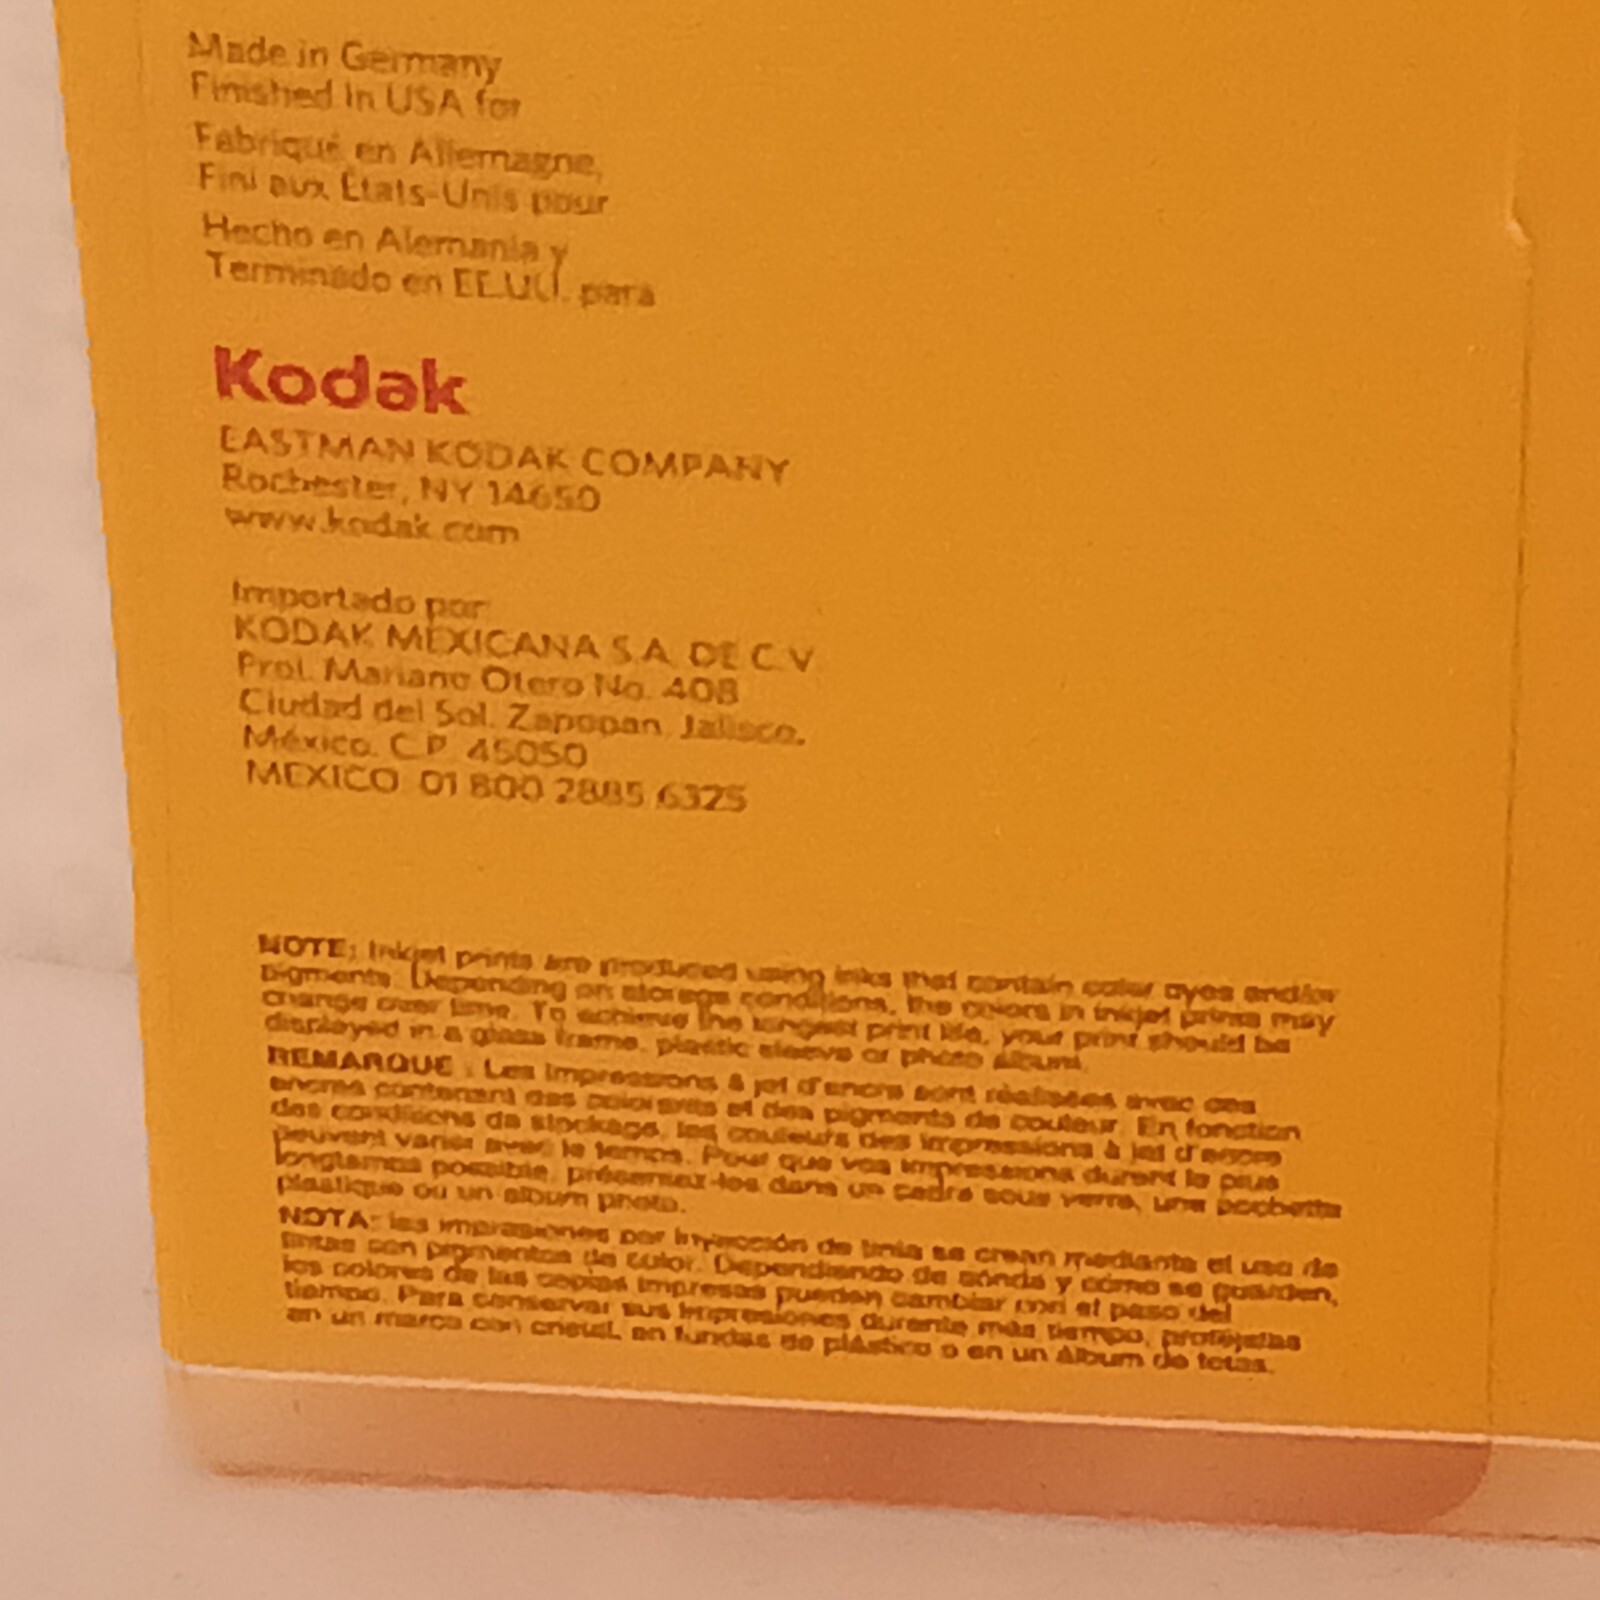 Made in Germany
Finished in USA for
Fabriqué en Allemagne,
Fini aux États-Unis pour
Hecho en Alemania y
Terminado en EE.UU. para
Kodak
EASTMAN KODAK COMPANY
Rochester, NY 14650
www.kodak.com
Importado por
KODAK MEXICANA S.A. DE C.V.
Prol. Mariano Otero No. 408
Ciudad del Sol. Zapopan, Jalisco.
México. C.P. 45050
MEXICO 01 800 2885 6325
NOTE: Inkjet prints are produced using inks that contain color dyes and/or
pigments. Depending on storage conditions, the colors in inkjet prints may
change over time. To achieve the longest print life, your print should be
displayed in a glass frame, plastic sleeve or photo album.
REMARQUE : Les impressions à jet d'encre sont réalisées avec des
encres contenant des colorants et des pigments de couleur. En fonction
des conditions de stockage, les couleurs des impressions à jet d'encre
peuvent varier avec le temps. Pour que vos impressions durent le plus
longtemps possible, présentez-les dans un cadre sous verre, une pochette
plastique ou un album photo.
NOTA: las impresiones por inyección de tinta se crean mediante el uso de
tintas con pigmentos de color. Dependiendo de dónde y cómo se guarden,
los colores de las copias impresas pueden cambiar con el paso del
tiempo. Para conservar sus impresiones durante más tiempo, protéjalas
en un marco con cristal, en fundas de plástico o en un álbum de fotos.